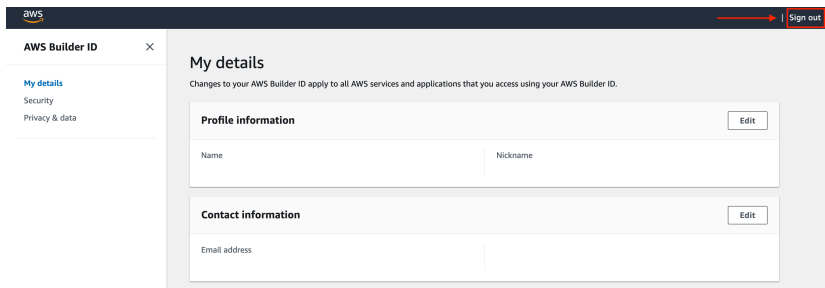 aws
| Sign out
AWS Builder ID
My details
Security
Privacy & data
My details
Changes to your AWS Builder ID apply to all AWS services and applications that you access using your AWS Builder ID.
Profile information
Edit
Name
Nickname
Contact information
Edit
Email address